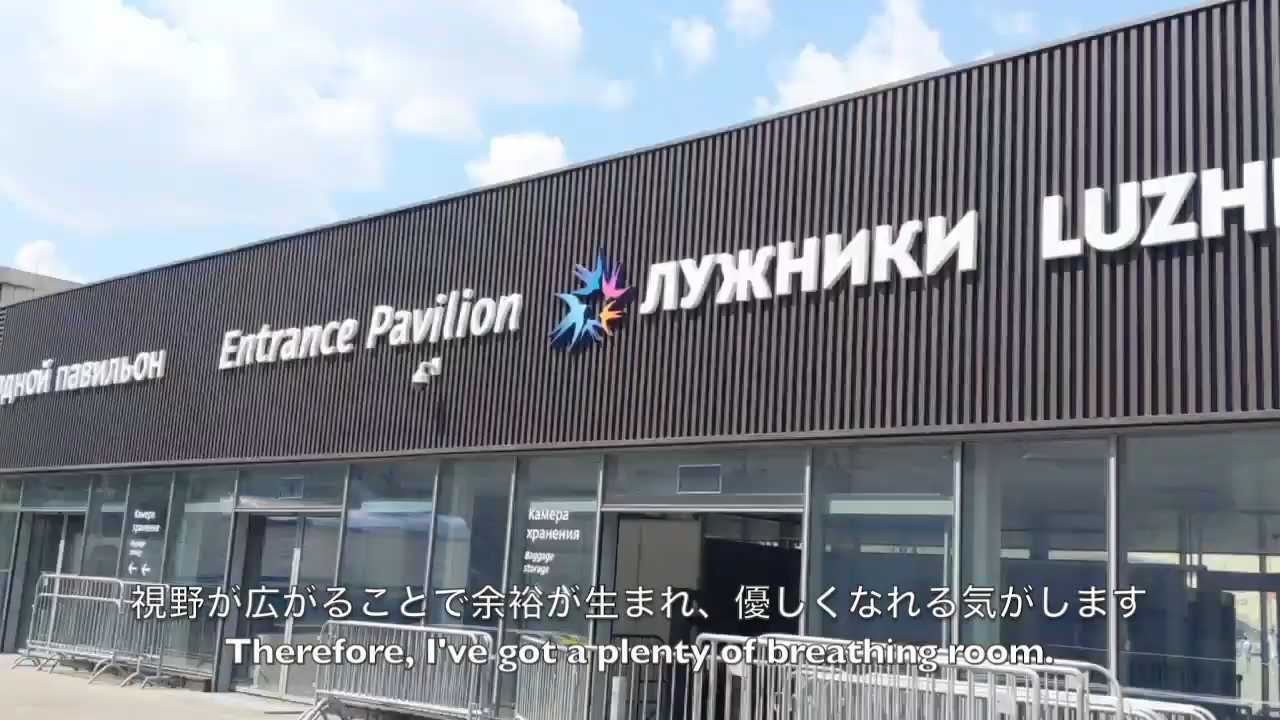 дной павильон
Entrance Pavilion
ЛУЖНИКИ
LUZH
Камера
хранения
Камера
хранения
Baggage
storage
視野が広がることで余裕が生まれ、優しくなれる気がします
Therefore, I've got a plenty of breathing room.